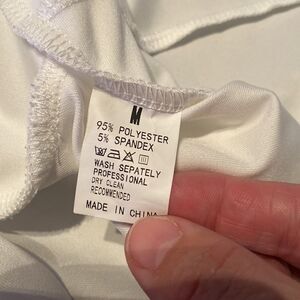 M
95% POLYESTER
5% SPANDEX
WASH SEPATELY
PROFESSIONAL
DRY CLEAN
RECOMMENDED
MADE IN CHINA